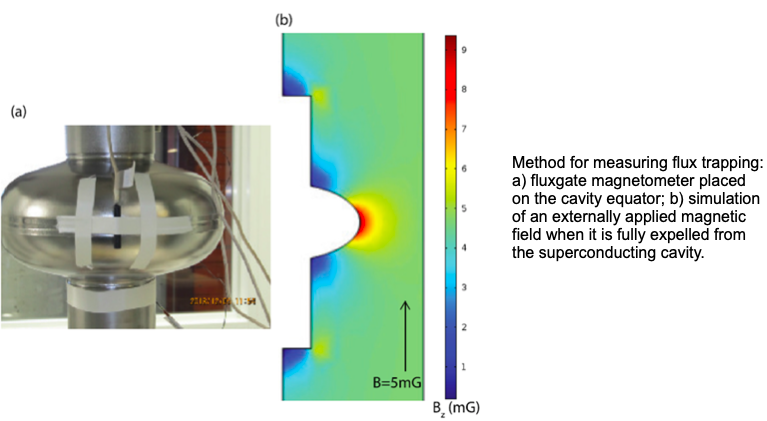 (a)
(b)
9
8
7
6
5
4
3
2
1
B=5mG
B_z (mG)
Method for measuring flux trapping:
a) fluxgate magnetometer placed
on the cavity equator; b) simulation
of an externally applied magnetic
field when it is fully expelled from
the superconducting cavity.